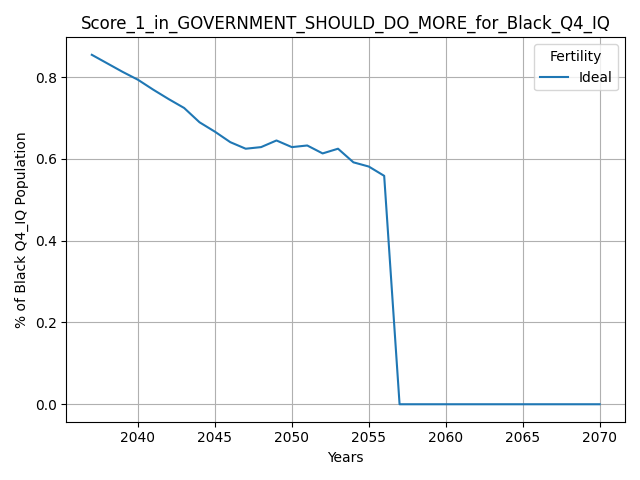 Score_1_in_GOVERNMENT_SHOULD_DO_MORE_for_Black_Q4_IQ
Fertility
Ideal
% of Black Q4_IQ Population
0.8
0.6
0.4
0.2
0.0
2040 2045 2050 2055 2060 2065 2070
Years